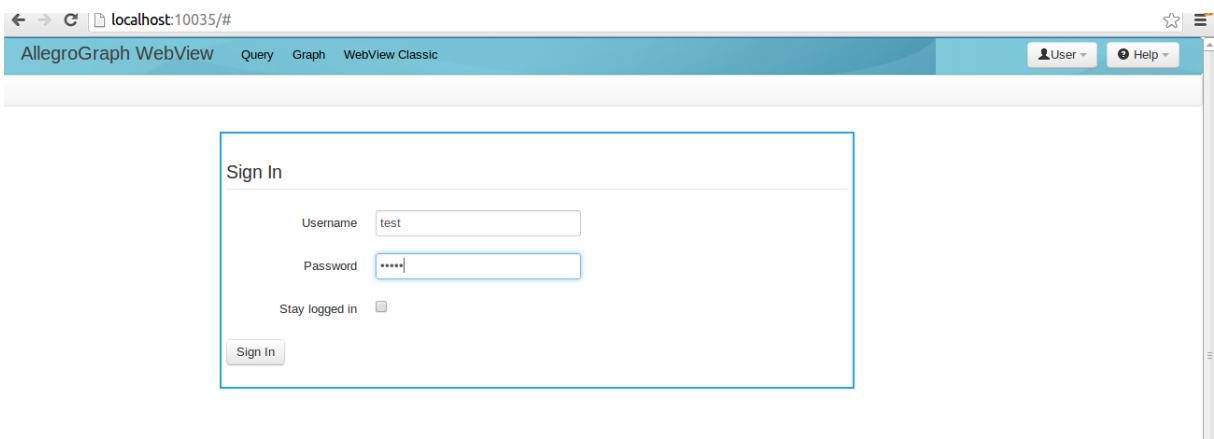 localhost:10035/#
AllegroGraph WebView Query Graph WebView Classic User Help
Sign In
Username test
Password •••••
Stay logged in
Sign In